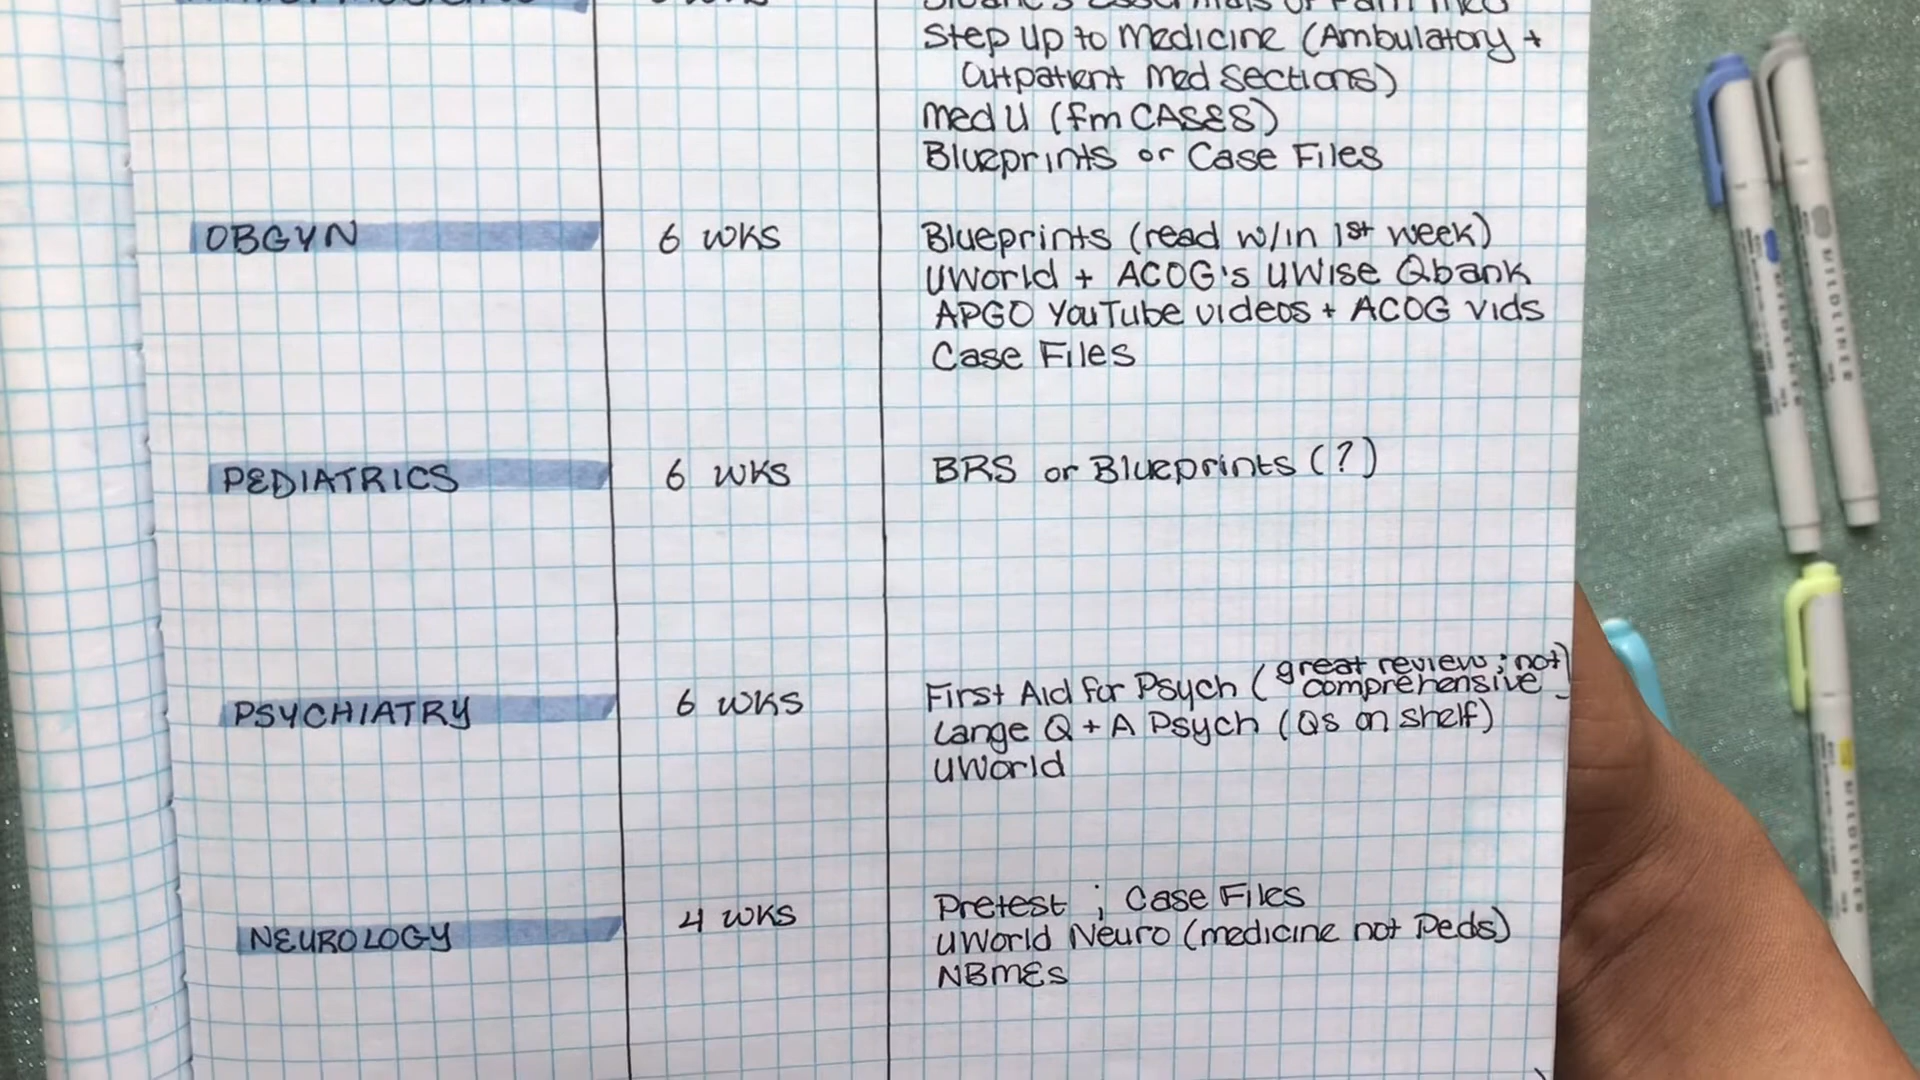 Step up to Medicine (Ambulatory +
Outpatient Med Sections)
Med U (fm CASES)
Blueprints or Case Files
OBGYN
6 WKS
Blueprints (read w/in 1st week)
UWorld + ACOG's UWise Qbank
APGO YouTube videos + ACOG vids
Case Files
PEDIATRICS
6 WKS
BRS or Blueprints (?)
PSYCHIATRY
6 WKS
First Aid for Psych (great review; not)
comprehensive
Lange Q + A Psych (Qs on shelf)
UWorld
NEUROLOGY
4 WKS
Pretest ; Case Files
UWorld Neuro (medicine not Peds)
NBMEs
MILDLINER
MILDLINER
MILDLINER